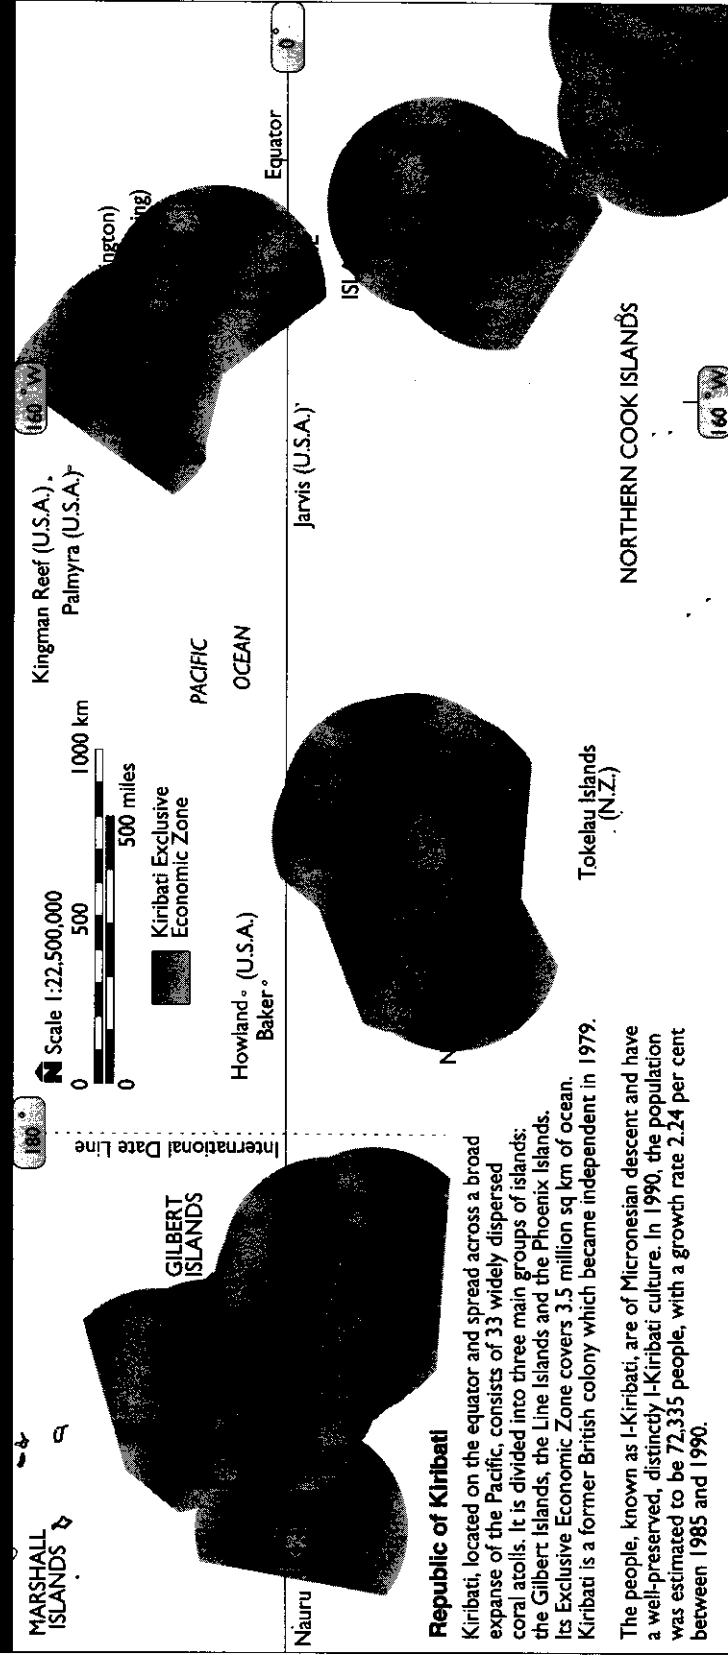 MARSHALL
ISLANDS
GILBERT
ISLANDS
Nauru
180°
International Date Line
N Scale 1:22,500,000
0 500 1000 km
0 500 miles
Kiribati Exclusive
Economic Zone
Howland (U.S.A.)
Baker
PACIFIC
OCEAN
Kingman Reef (U.S.A.)
Palmyra (U.S.A.)
160°W
ngton)
ing)
Equator
0°
Jarvis (U.S.A.)
ISL
Tokelau Islands
(N.Z.)
NORTHERN COOK ISLANDS
160°W
Republic of Kiribati
Kiribati, located on the equator and spread across a broad
expanse of the Pacific, consists of 33 widely dispersed
coral atolls. It is divided into three main groups of islands:
the Gilbert Islands, the Line Islands and the Phoenix Islands.
Its Exclusive Economic Zone covers 3.5 million sq km of ocean.
Kiribati is a former British colony which became independent in 1979.
The people, known as I-Kiribati, are of Micronesian descent and have
a well-preserved, distinctly I-Kiribati culture. In 1990, the population
was estimated to be 72,335 people, with a growth rate 2.24 per cent
between 1985 and 1990.